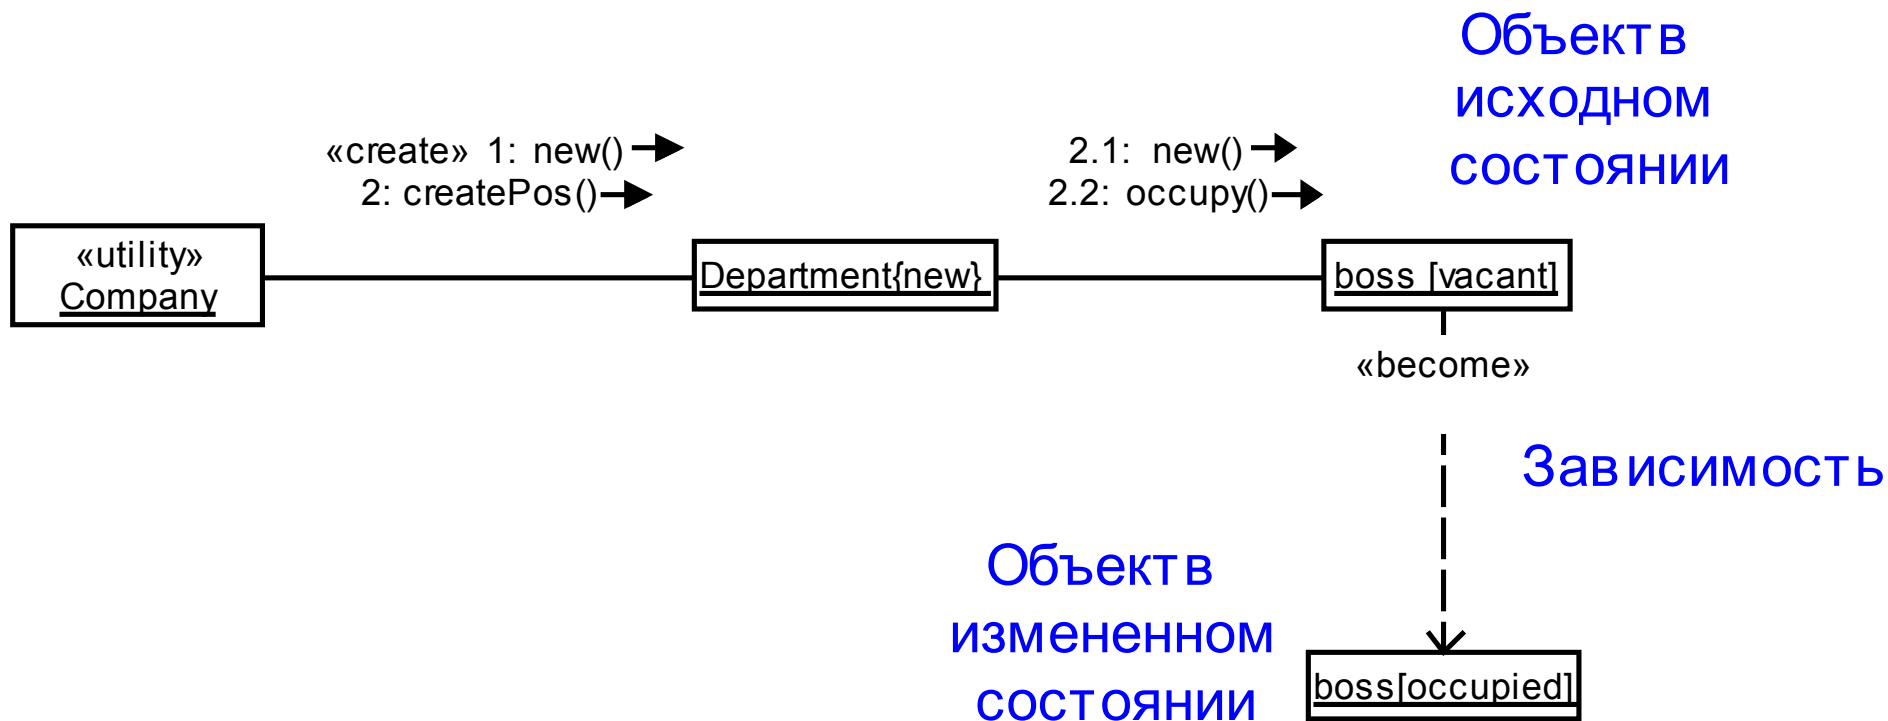 Объект в
исходном
состоянии
«create» 1: new()
2: createPos()
2.1: new()
2.2: occupy()
«utility»
Company
Department{new}
boss [vacant]
«become»
Зависимость
Объект в
измененном
состоянии
boss[occupied]